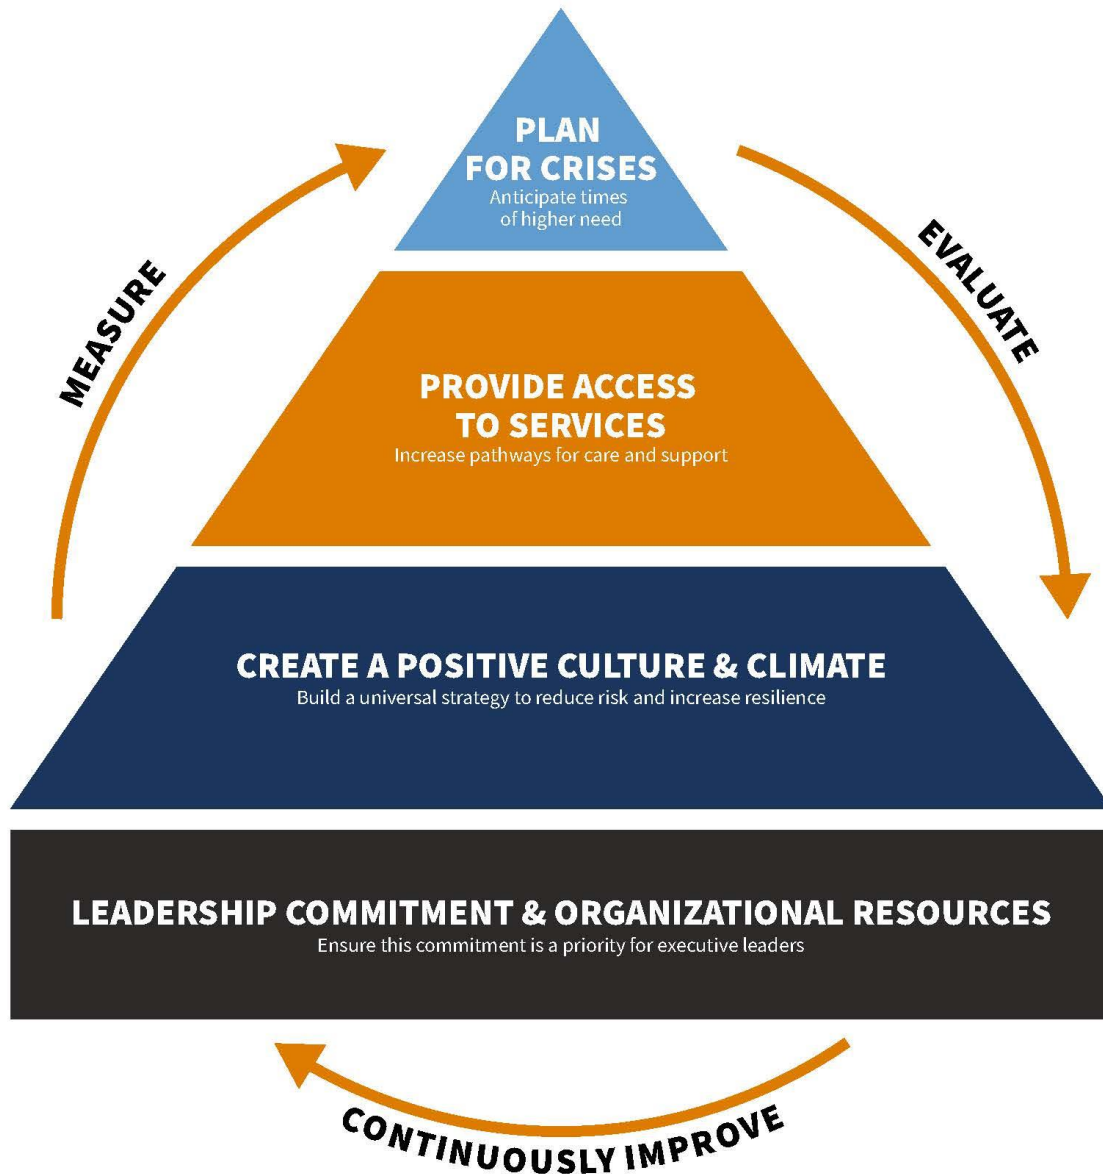 PLAN
FOR CRISES
Anticipate times
of higher need
MEASURE
EVALUATE
PROVIDE ACCESS
TO SERVICES
Increase pathways for care and support
CREATE A POSITIVE CULTURE & CLIMATE
Build a universal strategy to reduce risk and increase resilience
LEADERSHIP COMMITMENT & ORGANIZATIONAL RESOURCES
Ensure this commitment is a priority for executive leaders
CONTINUOUSLY IMPROVE